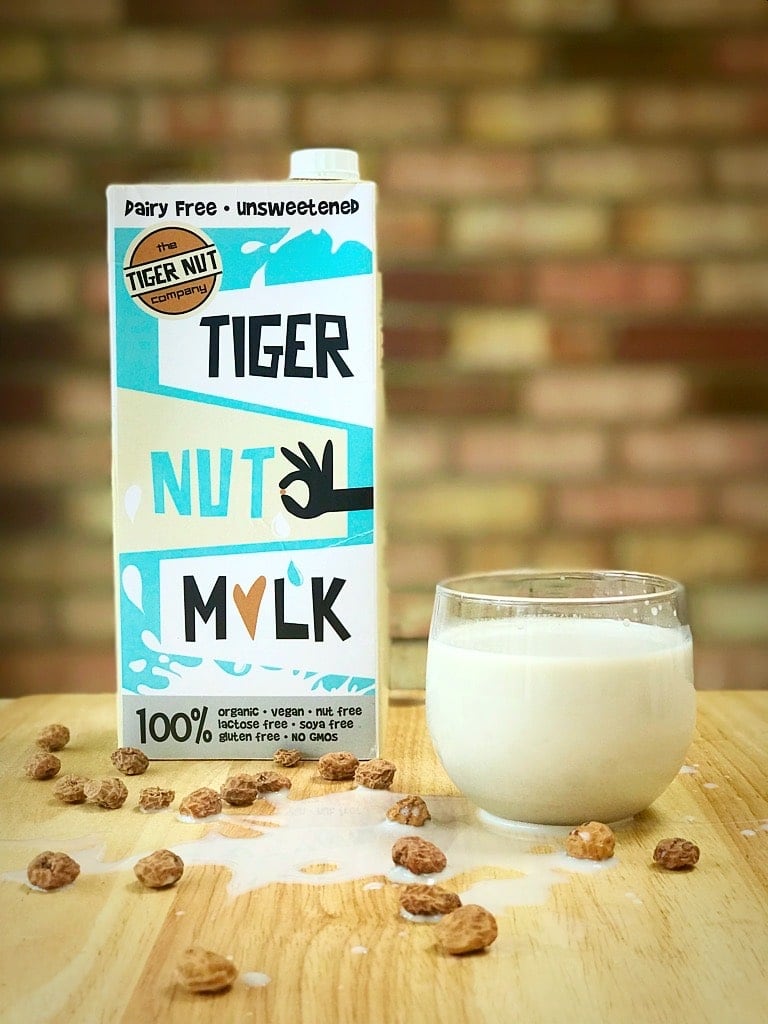 Dairy Free • unsweetened
the
TIGER NUT
company
TIGER
NUT
MLK
100%
organic • vegan • nut free
lactose free • soya free
gluten free • NO GMOS